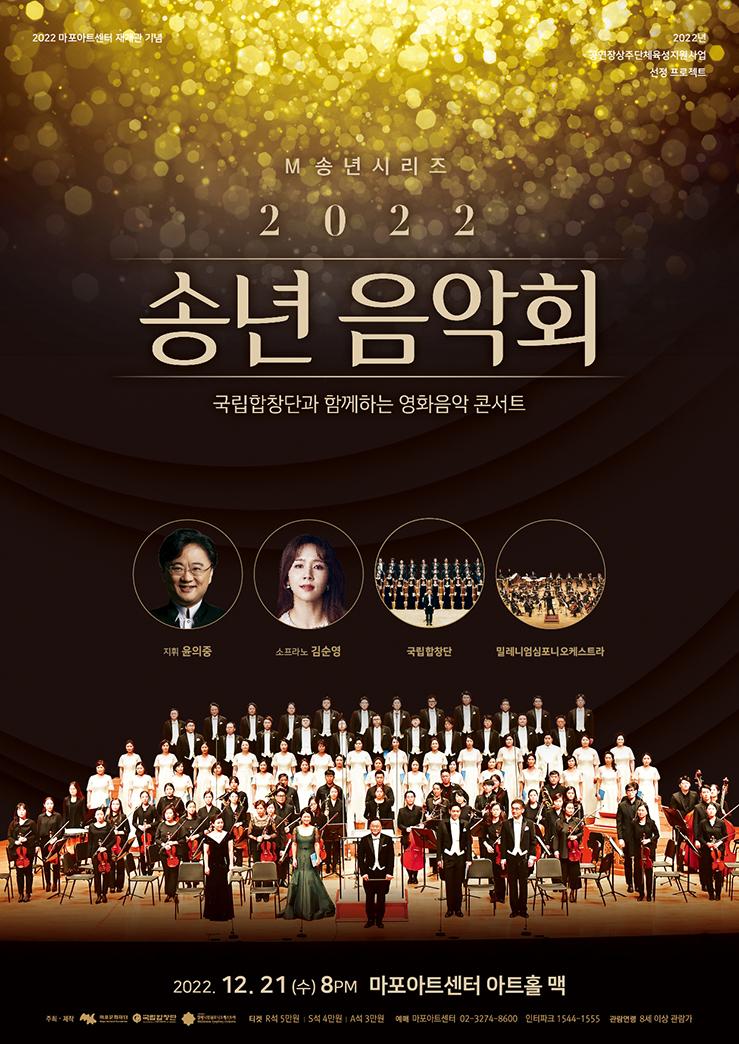 2022 마포아트센터 재개관 기념
2022년
공연장상주단체육성지원사업
선정 프로젝트
M 송년시리즈
2022
송년 음악회
국립합창단과 함께하는 영화음악 콘서트
지휘 윤의중
소프라노 김순영
국립합창단
밀레니엄심포니오케스트라
2022. 12. 21 (수) 8PM 마포아트센터 아트홀 맥
주최·제작 마포문화재단 국립합창단 티켓 R석 5만원 | S석 4만원 | A석 3만원 예매 마포아트센터 02-3274-8600 인터파크 1544-1555 관람연령 8세 이상 관람가